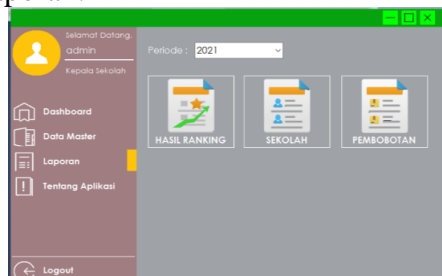 Selamat Datang,
admin
Kepala Sekolah
Dashboard
Data Master
Laporan
Tentang Aplikasi
Logout
Periode : 2021
HASIL RANKING
SEKOLAH
PEMBOBOTAN